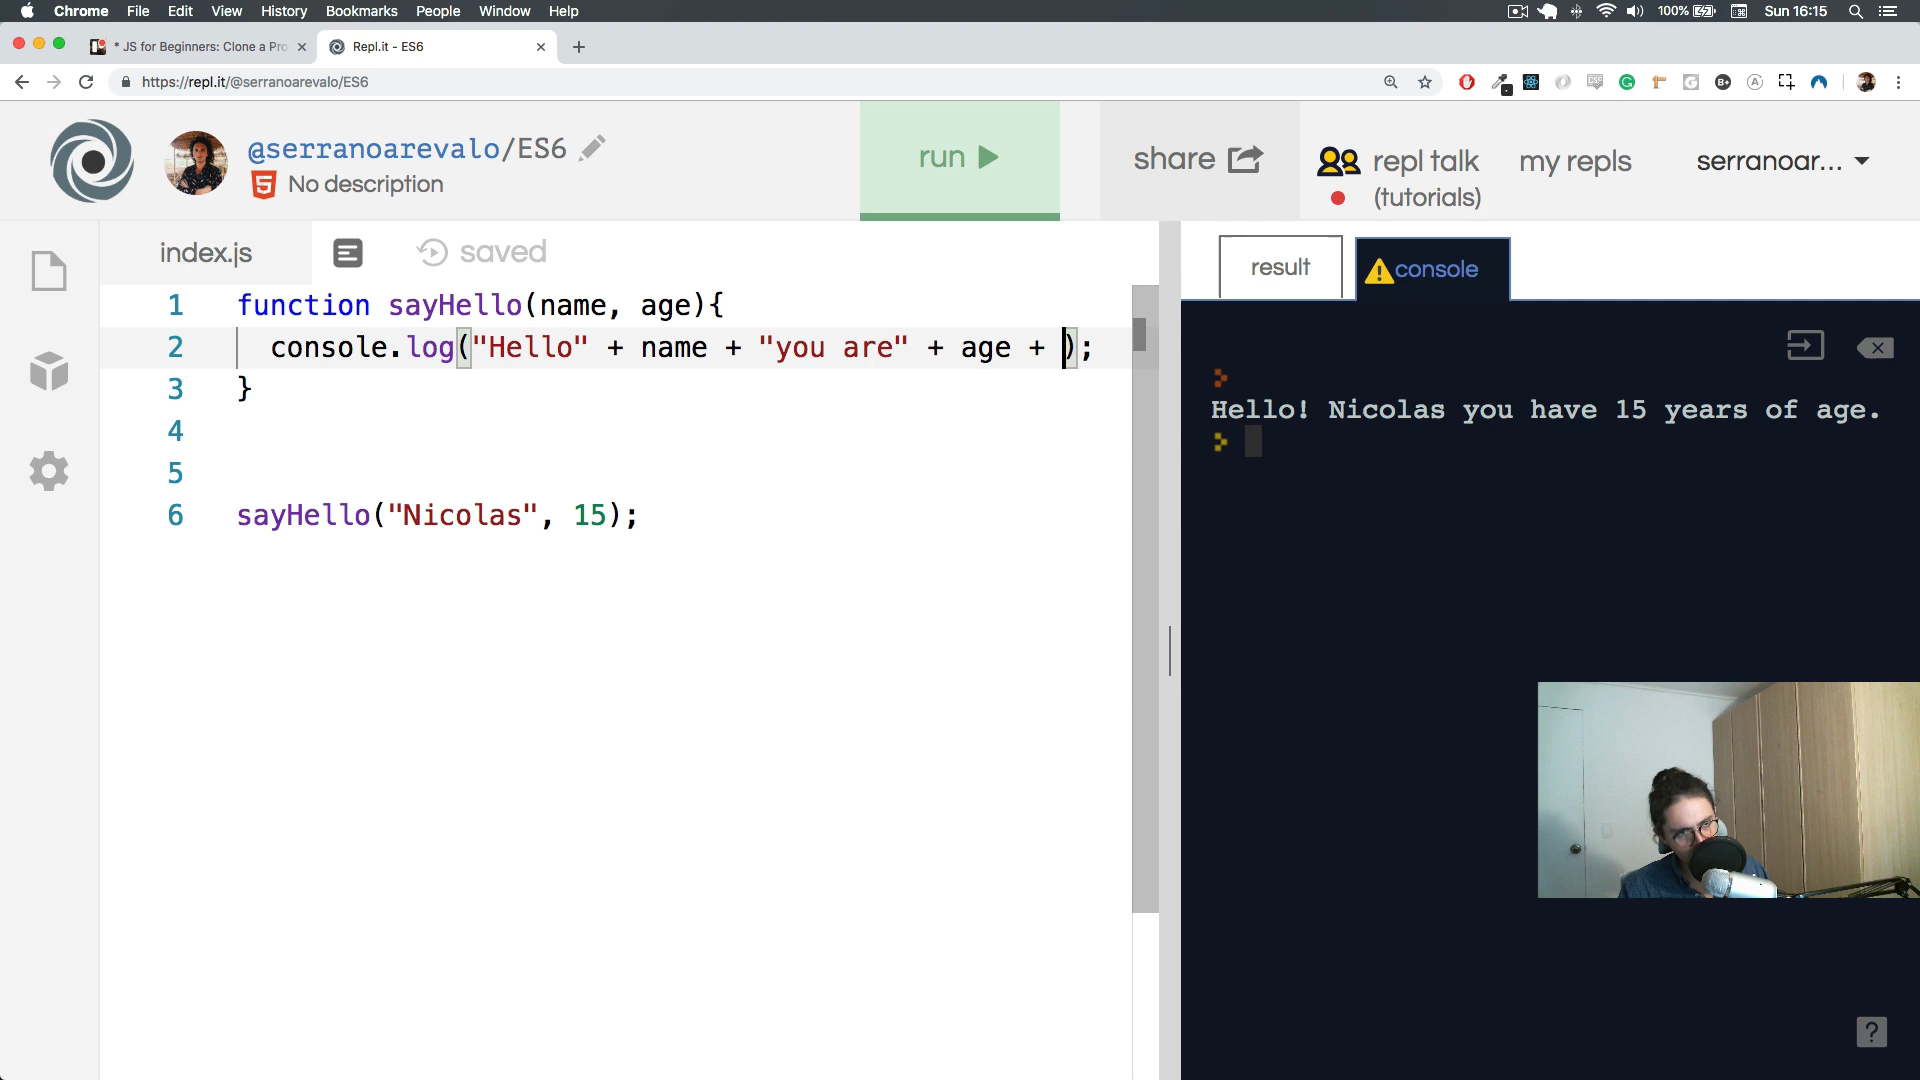 Chrome File Edit View History Bookmarks People Window Help 100% Sun 16:15
* JS for Beginners: Clone a Pro Repl.it - ES6
https://repl.it/@serranoarevalo/ES6
@serranoarevalo/ES6
No description
run
share
repl talk
(tutorials)
my repls
serranoar...
index.js
saved
result
console
1 function sayHello(name, age){
2 console.log("Hello" + name + "you are" + age + );
3 }
4
5
6 sayHello("Nicolas", 15);
>
Hello! Nicolas you have 15 years of age.
>
?